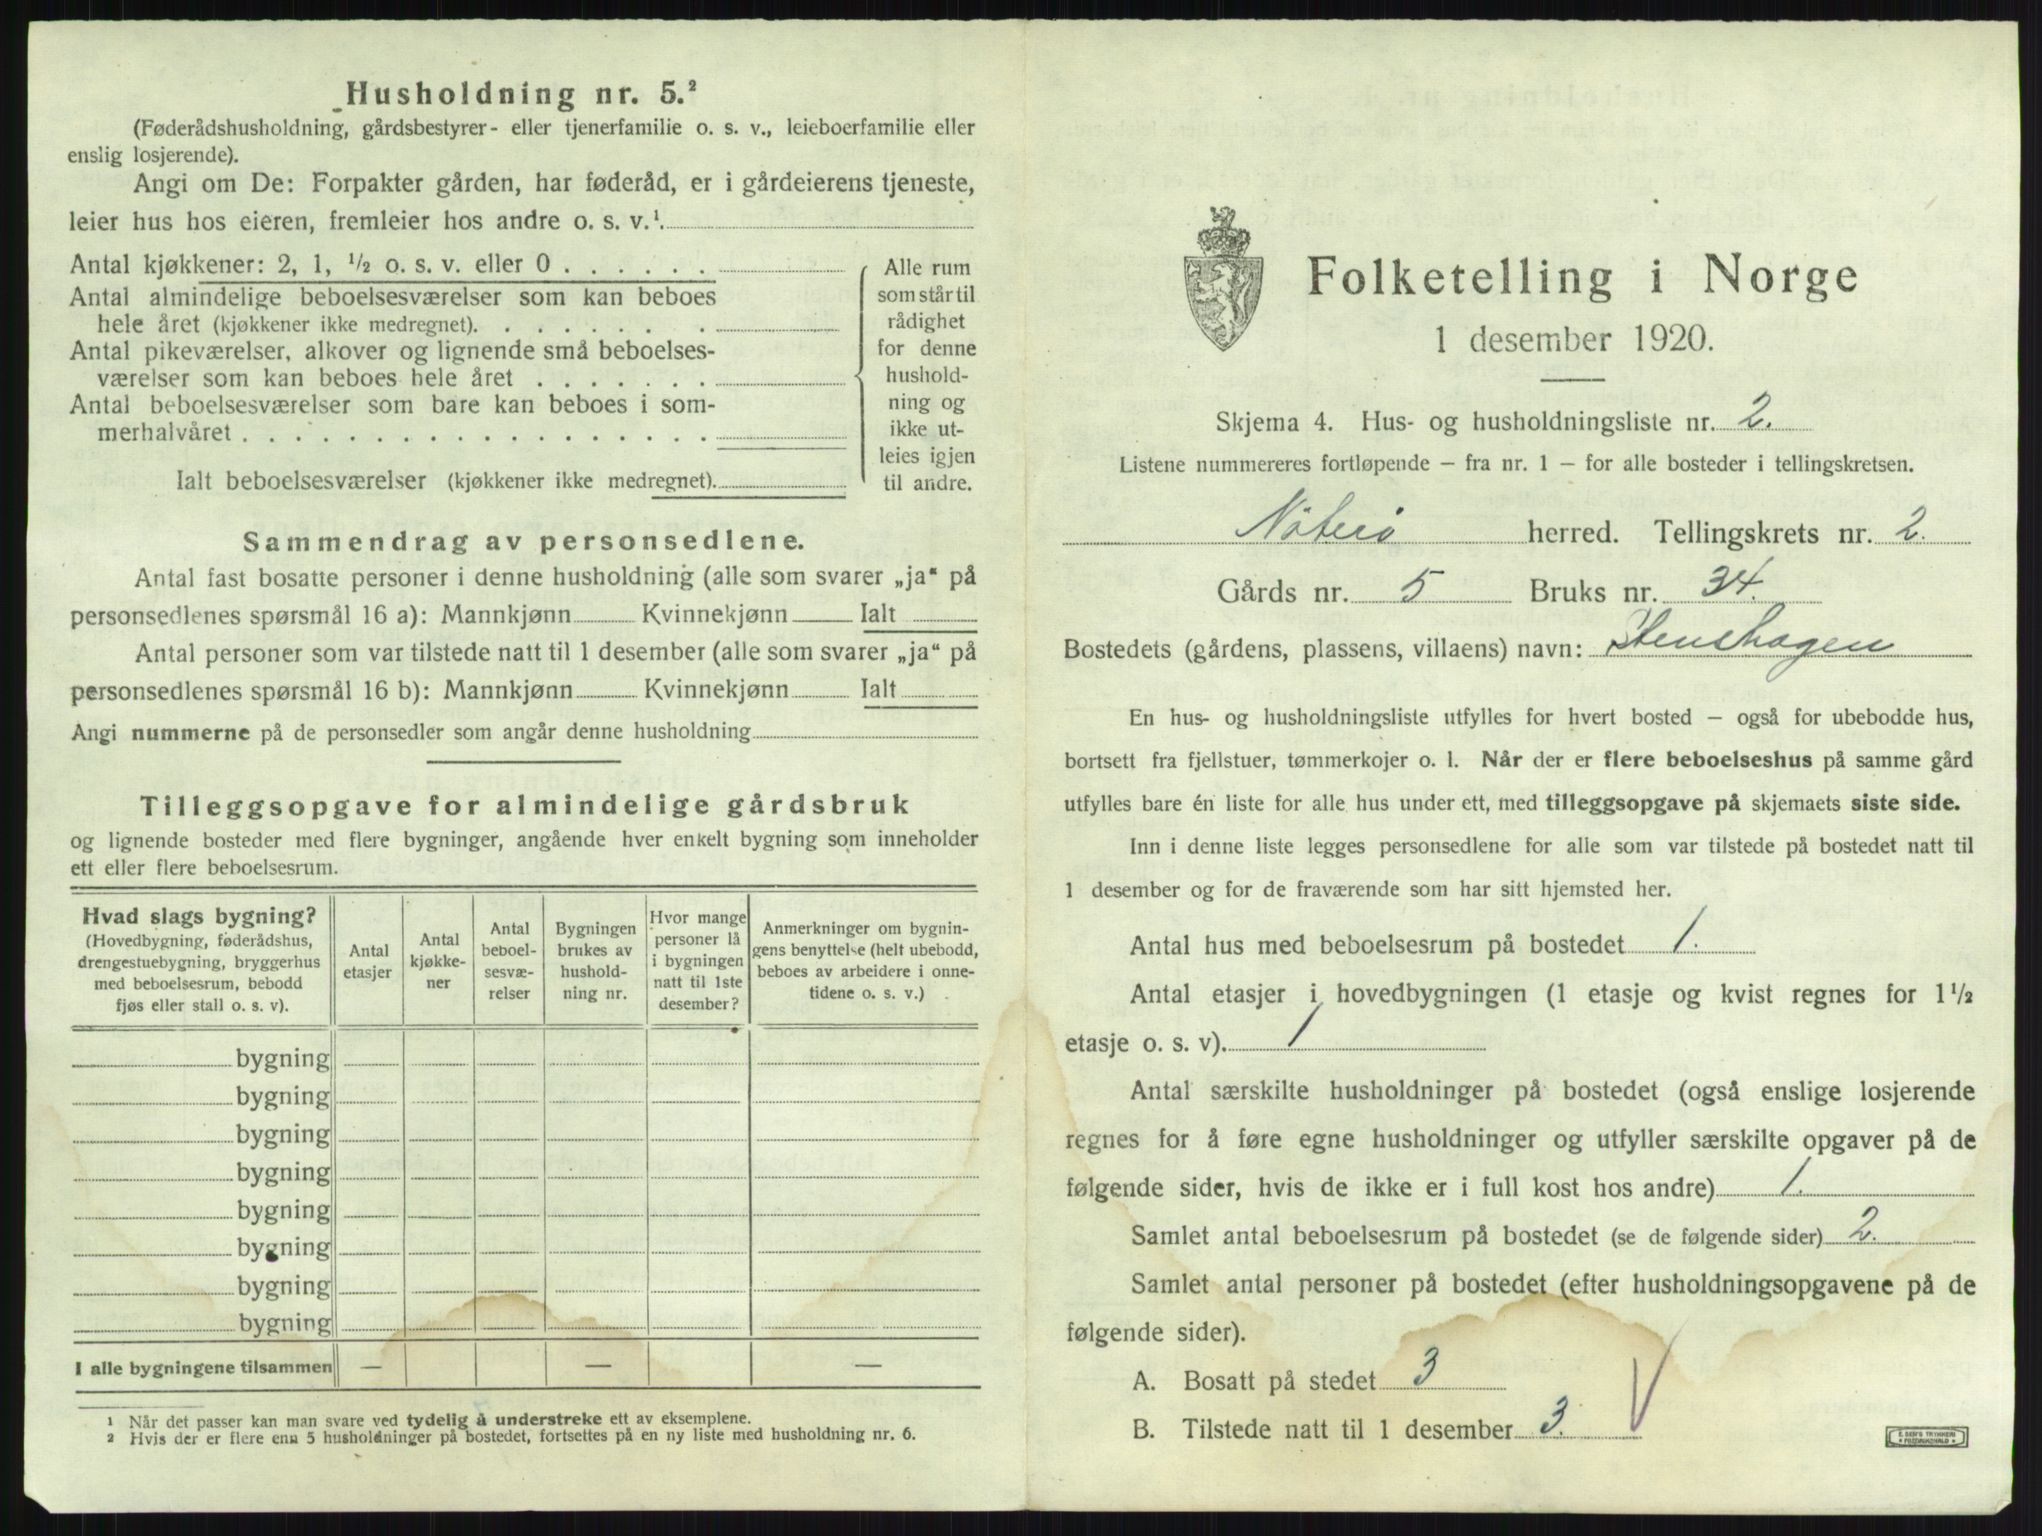 Husholdning nr. 5.²
(Føderådshusholdning, gårdsbestyrer- eller tjenerfamilie o. s. v., leieboerfamilie eller
enslig losjerende).
Angi om De: Forpakter gården, har føderåd, er i gårdeierens tjeneste,
leier hus hos eieren, fremleier hos andre o. s. v.¹
Antal kjøkkener: 2, 1, ½ o. s. v. eller 0 . . . . . .
Antal almindelige beboelsesværelser som kan beboes
hele året (kjøkkener ikke medregnet). . . . . . . .
Antal pikeværelser, alkover og lignende små beboelses-
værelser som kan beboes hele året . . . . . . .
Antal beboelsesværelser som bare kan beboes i som-
merhalvåret . . . . . . . . . . . . . . . . . .
Ialt beboelsesværelser (kjøkkener ikke medregnet).
Alle rum
som står til
rådighet
for denne
hushold-
ning og
ikke ut-
leies igjen
til andre.
Sammendrag av personsedlene.
Antal fast bosatte personer i denne husholdning (alle som svarer „ja“ på
personsedlenes spørsmål 16 a): Mannkjønn Kvinnekjønn Ialt
Antal personer som var tilstede natt til 1 desember (alle som svarer „ja“ på
personsedlenes spørsmål 16 b): Mannkjønn Kvinnekjønn Ialt
Angi nummerne på de personsedler som angår denne husholdning
Tilleggsopgave for almindelige gårdsbruk
og lignende bosteder med flere bygninger, angående hver enkelt bygning som inneholder
ett eller flere beboelsesrum.
Hvad slags bygning?
(Hovedbygning, føderådshus,
drengestuebygning, bryggerhus
med beboelsesrum, bebodd
fjøs eller stall o. s. v).
Antal
etasjer
Antal
kjøkke-
ner
Antal
beboel-
sesvæ-
relser
Bygningen
brukes av
hushold-
ning nr.
Hvor mange
personer lå
i bygningen
natt til 1ste
desember?
Anmerkninger om bygnin-
gens benyttelse (helt ubebodd,
beboes av arbeidere i onne-
tidene o. s. v.)
bygning
bygning
bygning
bygning
bygning
bygning
bygning
bygning
I alle bygningene tilsammen — — —
¹ Når det passer kan man svare ved tydelig å understreke ett av eksemplene.
² Hvis der er flere enn 5 husholdninger på bostedet, fortsettes på en ny liste med husholdning nr. 6.
Folketelling i Norge
1 desember 1920.
Skjema 4. Hus- og husholdningsliste nr. 2.
Listene nummereres fortløpende – fra nr. 1 – for alle bosteder i tellingskretsen.
Nöterö herred. Tellingskrets nr. 2.
Gårds nr. 5 Bruks nr. 34.
Bostedets (gårdens, plassens, villaens) navn: Stenshagen
En hus- og husholdningsliste utfylles for hvert bosted – også for ubebodde hus,
bortsett fra fjellstuer, tømmerkojer o. l. Når der er flere beboelseshus på samme gård
utfylles bare én liste for alle hus under ett, med tilleggsopgave på skjemaets siste side.
Inn i denne liste legges personsedlene for alle som var tilstede på bostedet natt til
1 desember og for de fraværende som har sitt hjemsted her.
Antal hus med beboelsesrum på bostedet 1.
Antal etasjer i hovedbygningen (1 etasje og kvist regnes for 1½
etasje o. s. v). 1
Antal særskilte husholdninger på bostedet (også enslige losjerende
regnes for å føre egne husholdninger og utfyller særskilte opgaver på de
følgende sider, hvis de ikke er i full kost hos andre) 1.
Samlet antal beboelsesrum på bostedet (se de følgende sider) 2.
Samlet antal personer på bostedet (efter husholdningsopgavene på de
følgende sider).
A. Bosatt på stedet 3
B. Tilstede natt til 1 desember 3.